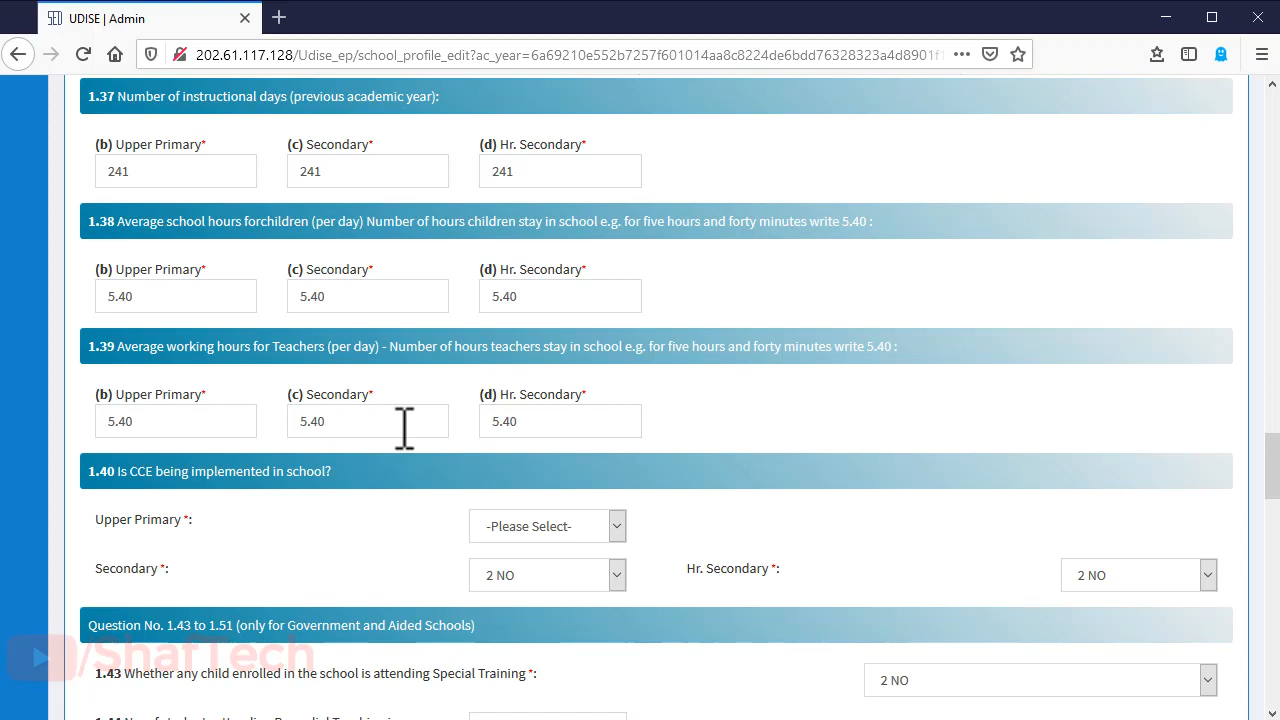 UDISE | Admin
202.61.117.128/Udise_ep/school_profile_edit?ac_year=6a69210e552b7257f601014aa8c8224de6bdd76328323a4d8901f
1.37 Number of instructional days (previous academic year):
(b) Upper Primary* (c) Secondary* (d) Hr. Secondary*
241 241 241
1.38 Average school hours forchildren (per day) Number of hours children stay in school e.g. for five hours and forty minutes write 5.40 :
(b) Upper Primary* (c) Secondary* (d) Hr. Secondary*
5.40 5.40 5.40
1.39 Average working hours for Teachers (per day) - Number of hours teachers stay in school e.g. for five hours and forty minutes write 5.40 :
(b) Upper Primary* (c) Secondary* (d) Hr. Secondary*
5.40 5.40 5.40
1.40 Is CCE being implemented in school?
Upper Primary *: -Please Select-
Secondary *: 2 NO Hr. Secondary *: 2 NO
Question No. 1.43 to 1.51 (only for Government and Aided Schools)
/ShafTech
1.43 Whether any child enrolled in the school is attending Special Training *: 2 NO